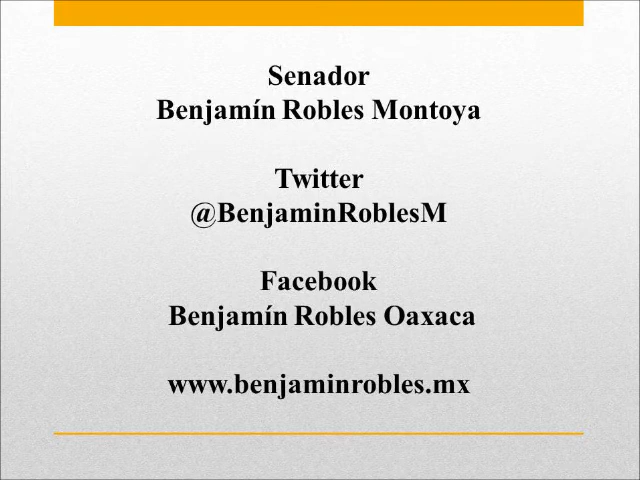 Senador
Benjamín Robles Montoya
Twitter
@BenjaminRoblesM
Facebook
Benjamín Robles Oaxaca
www.benjaminrobles.mx